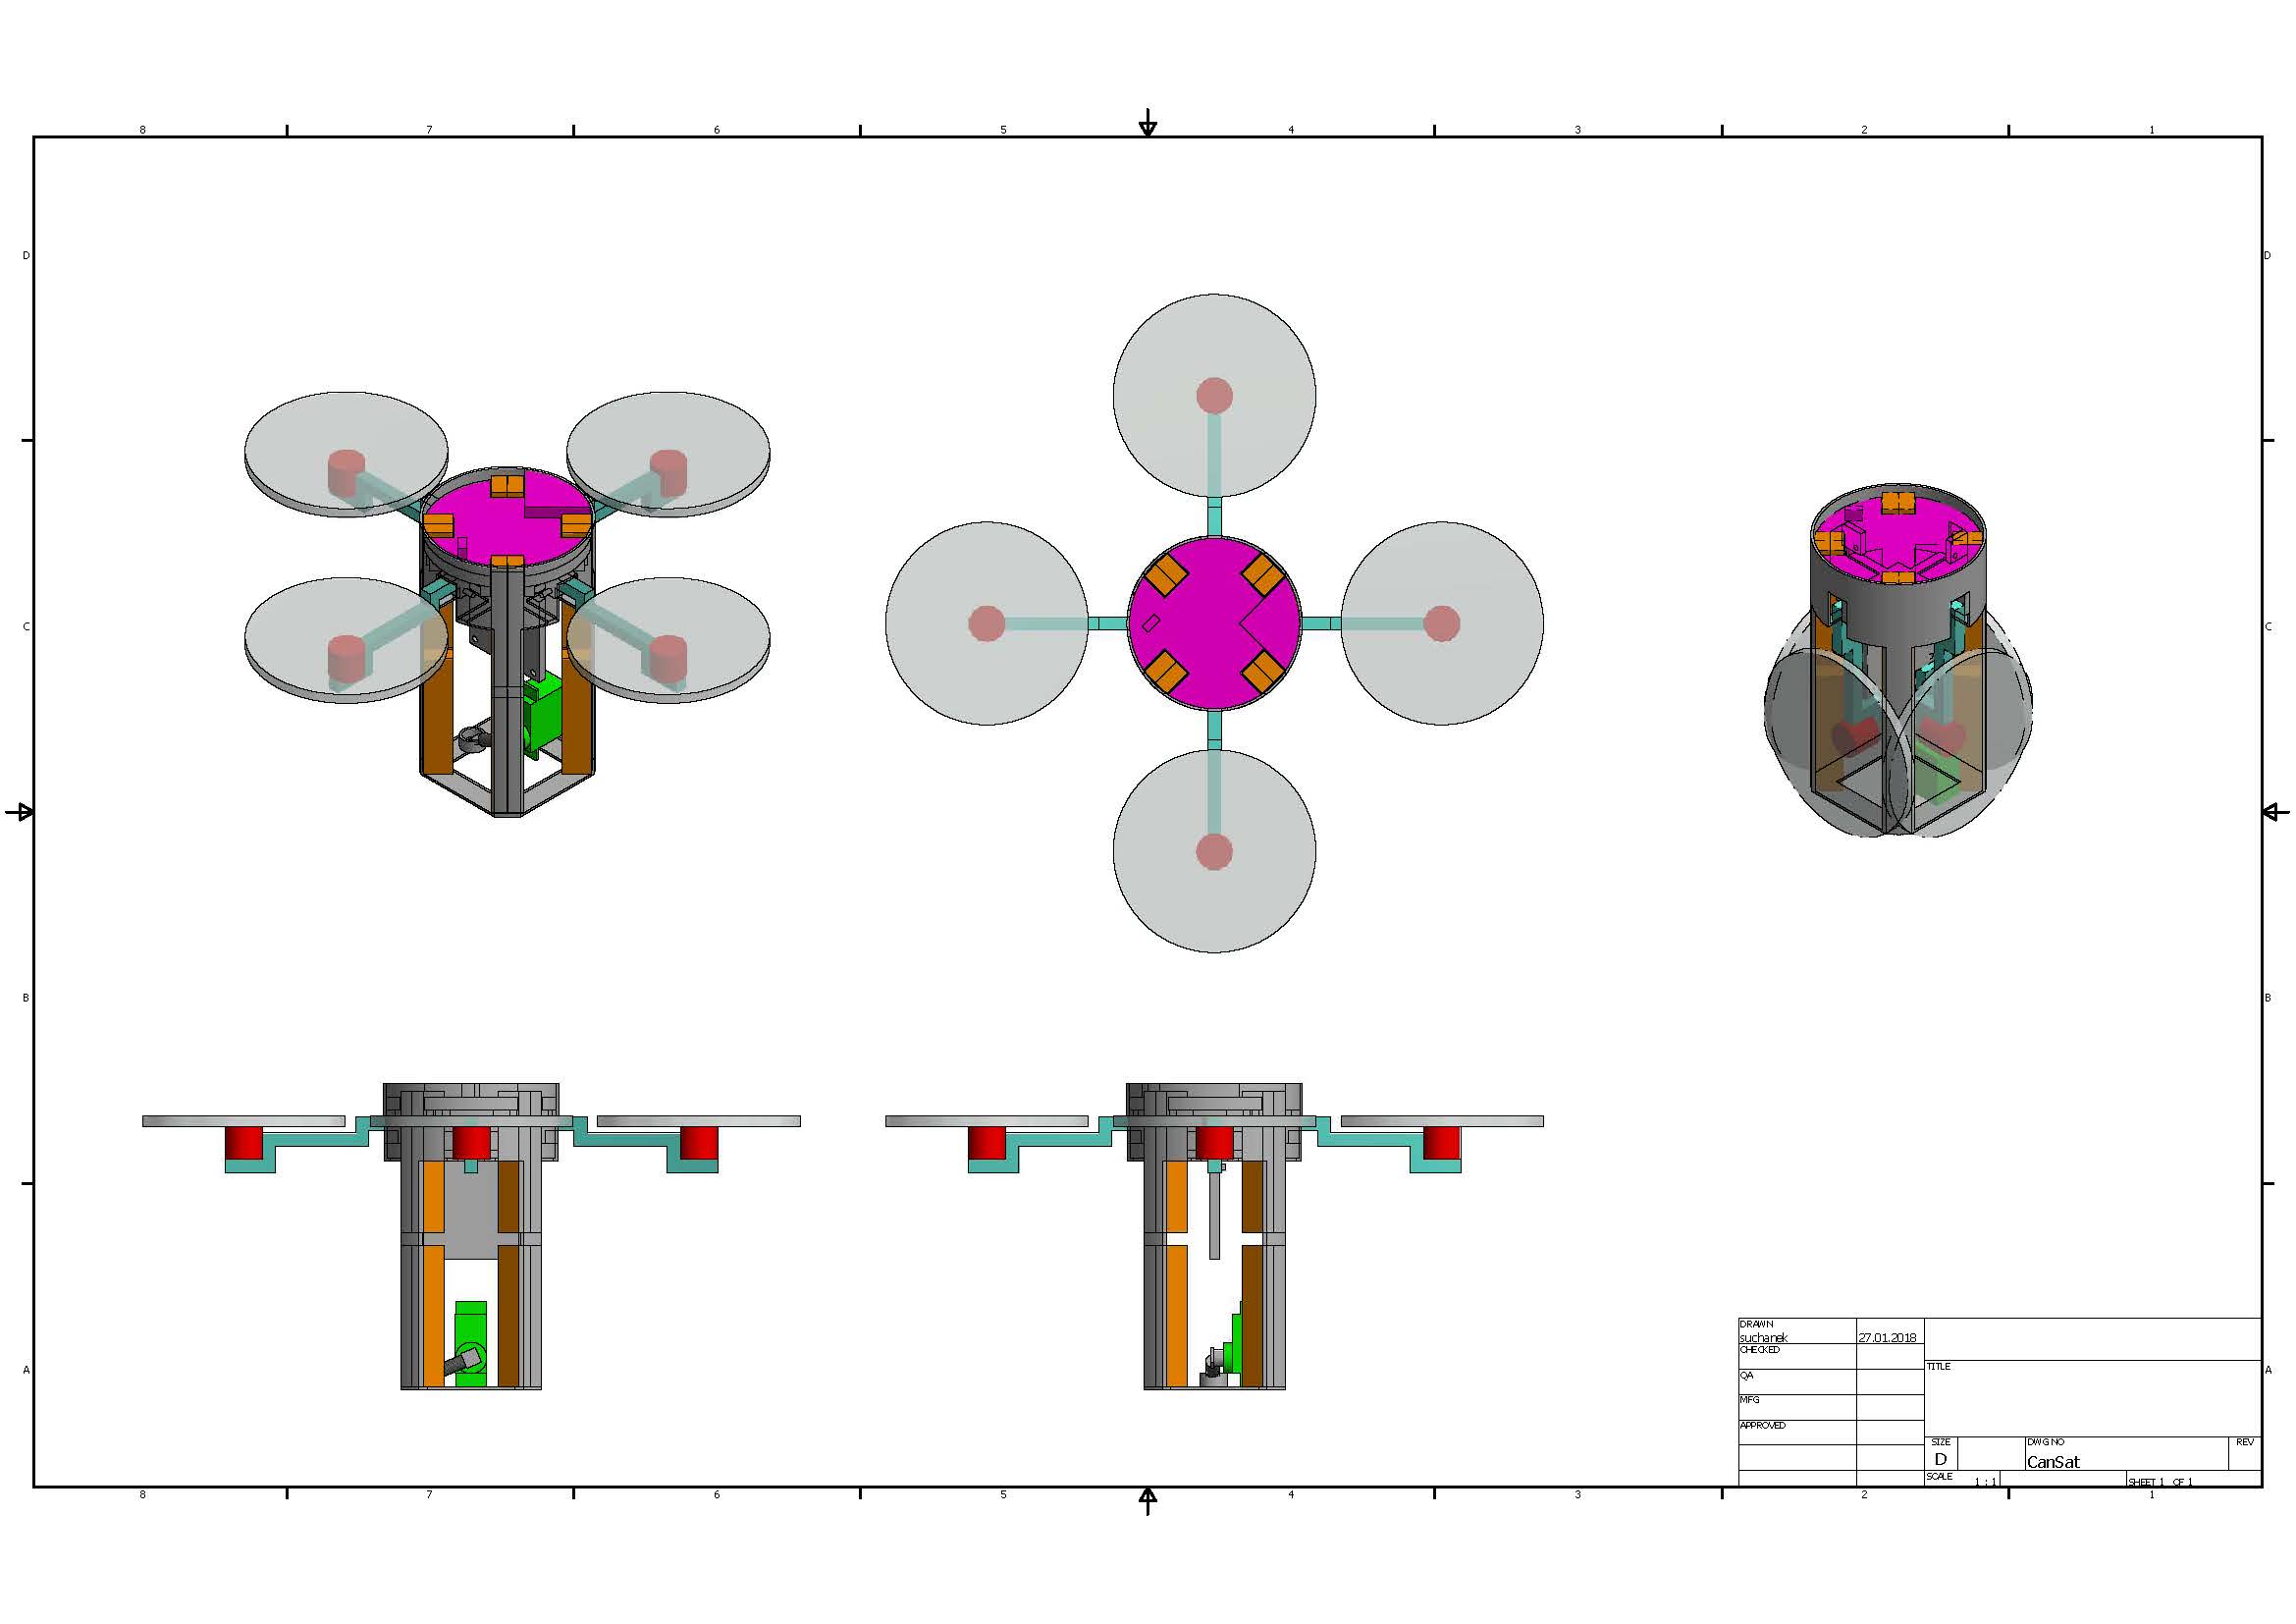 8 7 6 5 4 3 2 1
D D
C C
B B
A A
DRAWN
suchanek 27.01.2018
CHECKED
QA
MFG
APPROVED
TITLE
SIZE
D
DWG NO
CanSat
REV
SCALE 1 : 1
SHEET 1 OF 1
8 7 6 5 4 3 2 1